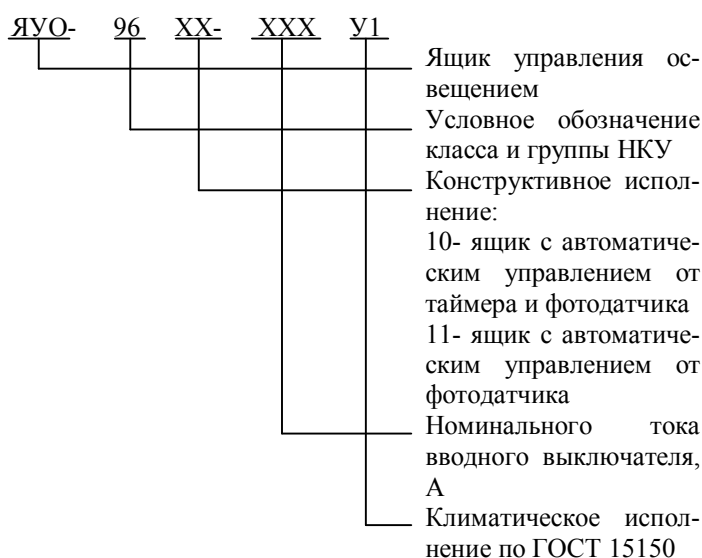 ЯУО- 96 ХХ- ХХХ У1
Ящик управления ос-
вещением
Условное обозначение
класса и группы НКУ
Конструктивное испол-
нение:
10- ящик с автоматиче-
ским управлением от
таймера и фотодатчика
11- ящик с автоматиче-
ским управлением от
фотодатчика
Номинального тока
вводного выключателя,
А
Климатическое испол-
нение по ГОСТ 15150